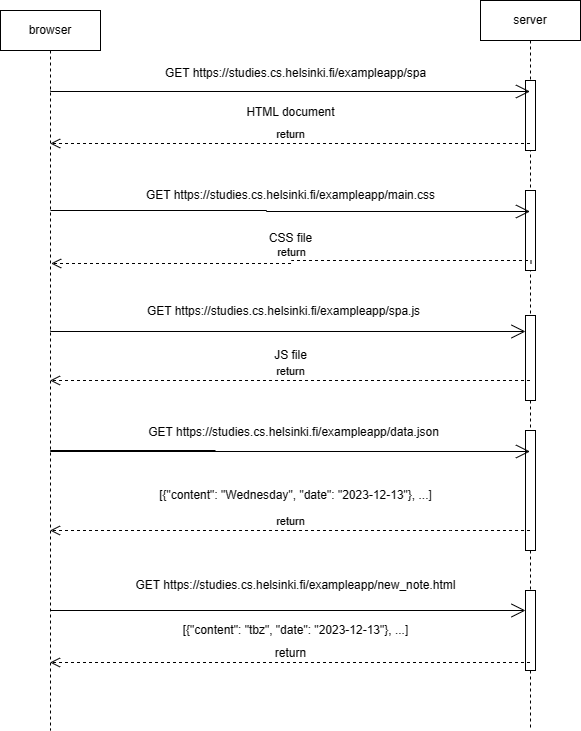 browser
server
GET https://studies.cs.helsinki.fi/exampleapp/spa
HTML document
return
GET https://studies.cs.helsinki.fi/exampleapp/main.css
CSS file
return
GET https://studies.cs.helsinki.fi/exampleapp/spa.js
JS file
return
GET https://studies.cs.helsinki.fi/exampleapp/data.json
[{"content": "Wednesday", "date": "2023-12-13"}, ...]
return
GET https://studies.cs.helsinki.fi/exampleapp/new_note.html
[{"content": "tbz", "date": "2023-12-13"}, ...]
return